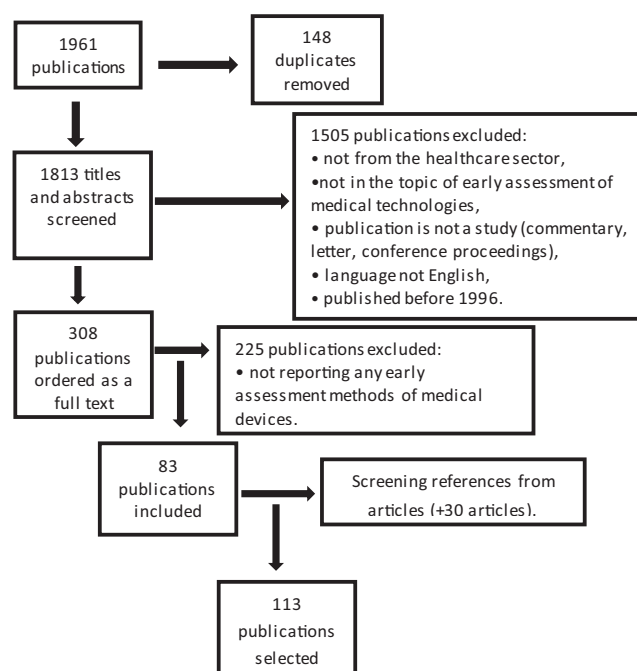 1961
publications
148
duplicates
removed
1813 titles
and abstracts
screened
1505 publications excluded:
• not from the healthcare sector,
•not in the topic of early assessment of
medical technologies,
• publication is not a study (commentary,
letter, conference proceedings),
• language not English,
• published before 1996.
308
publications
ordered as a
full text
225 publications excluded:
• not reporting any early
assessment methods of medical
devices.
83
publications
included
Screening references from
articles (+30 articles).
113
publications
selected